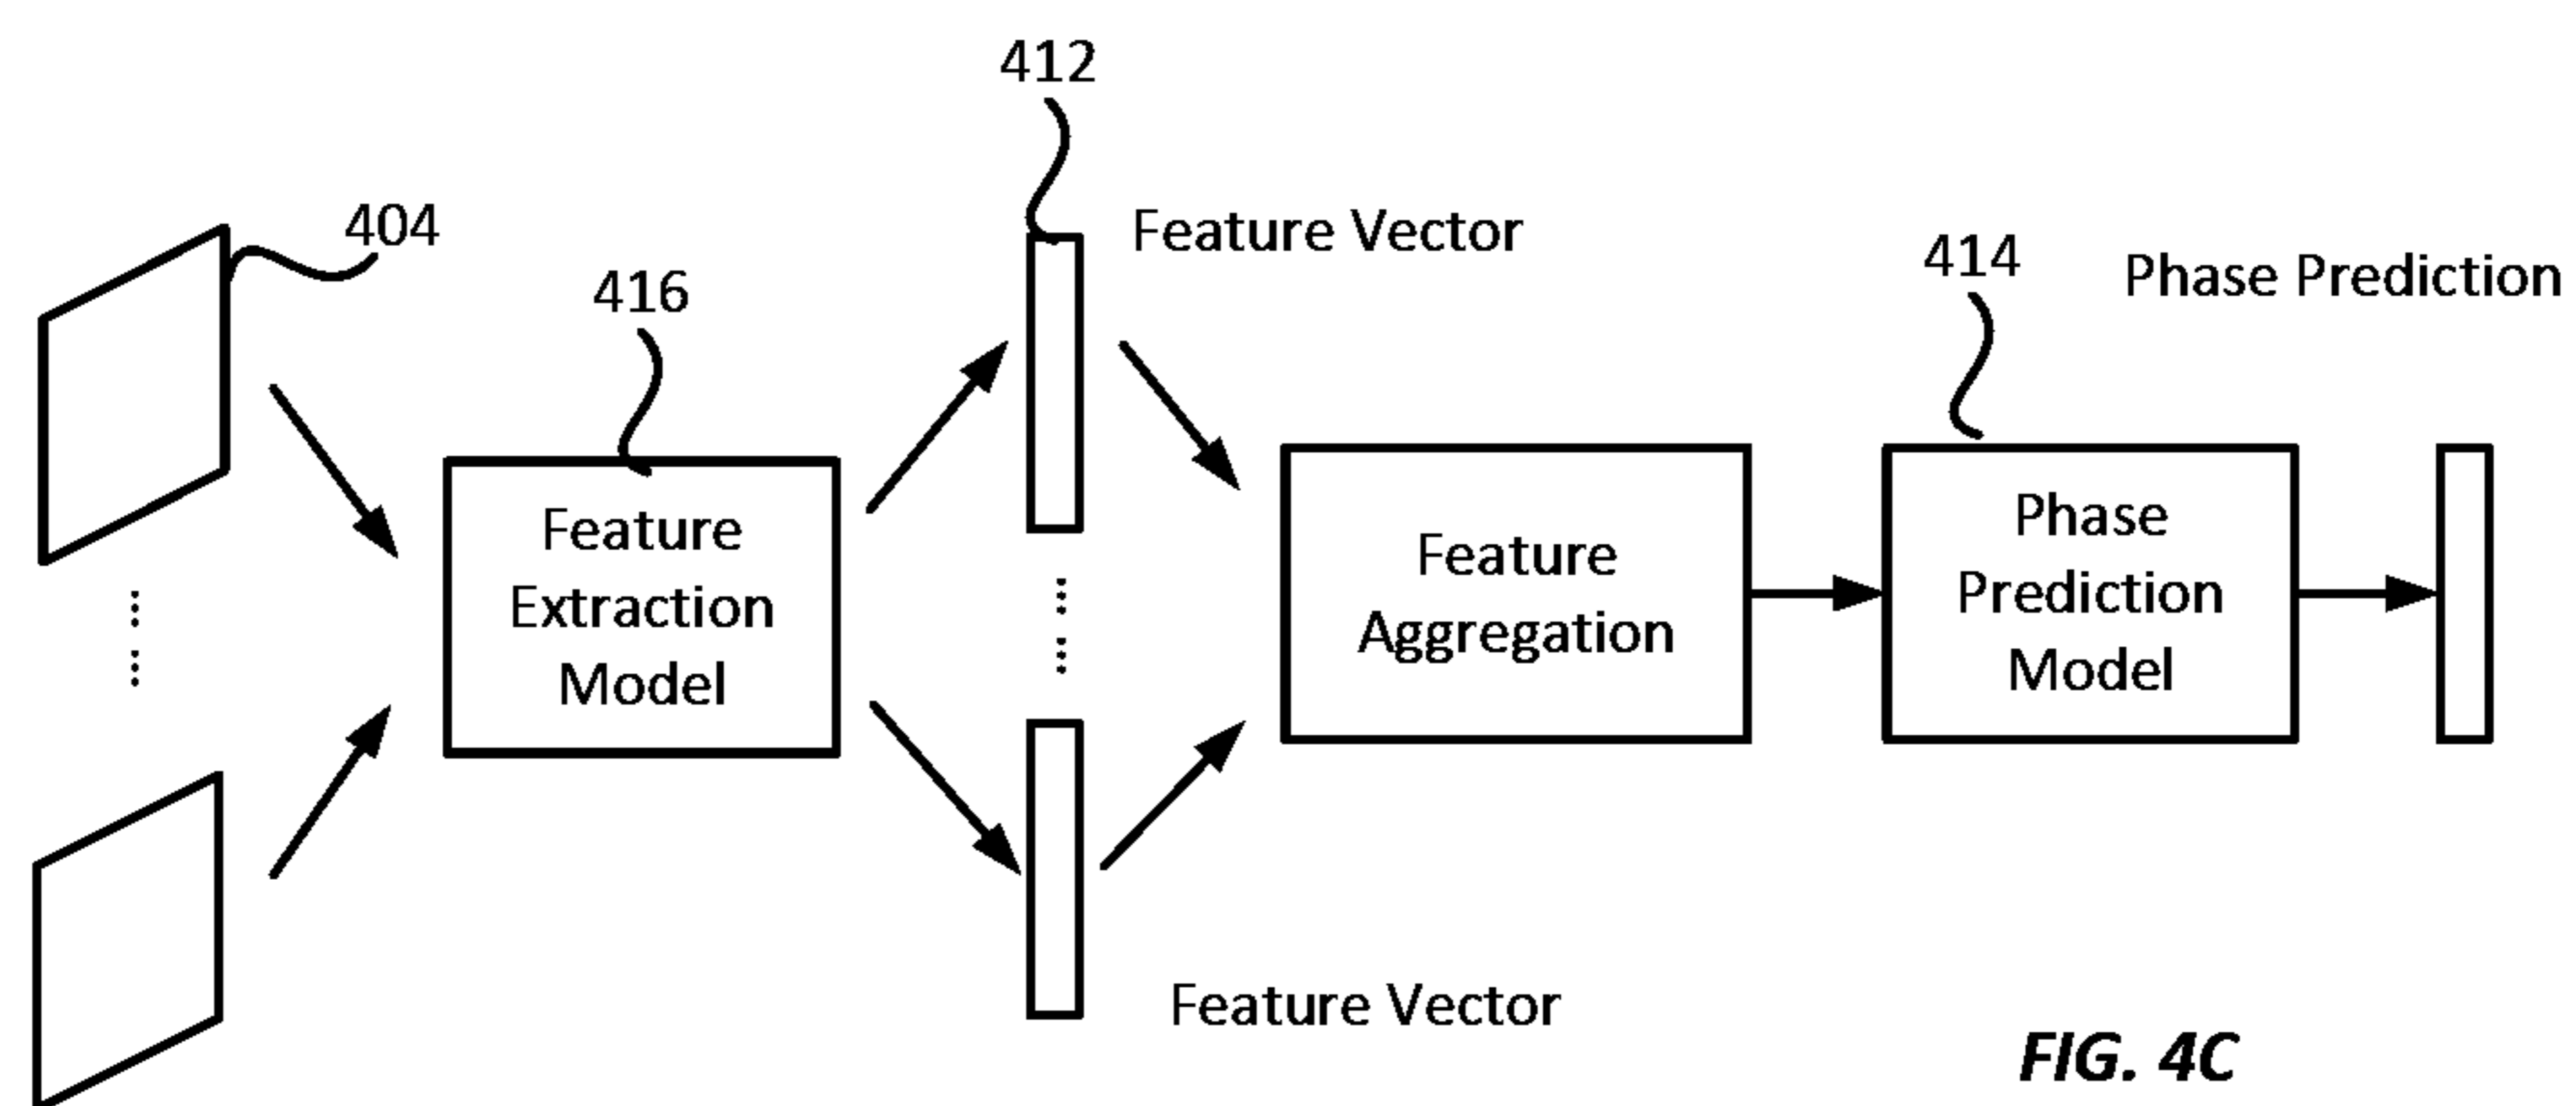 412
404
Feature Vector
416
414
Phase Prediction
Feature
Extraction
Model
Feature
Aggregation
Phase
Prediction
Model
Feature Vector
FIG. 4C